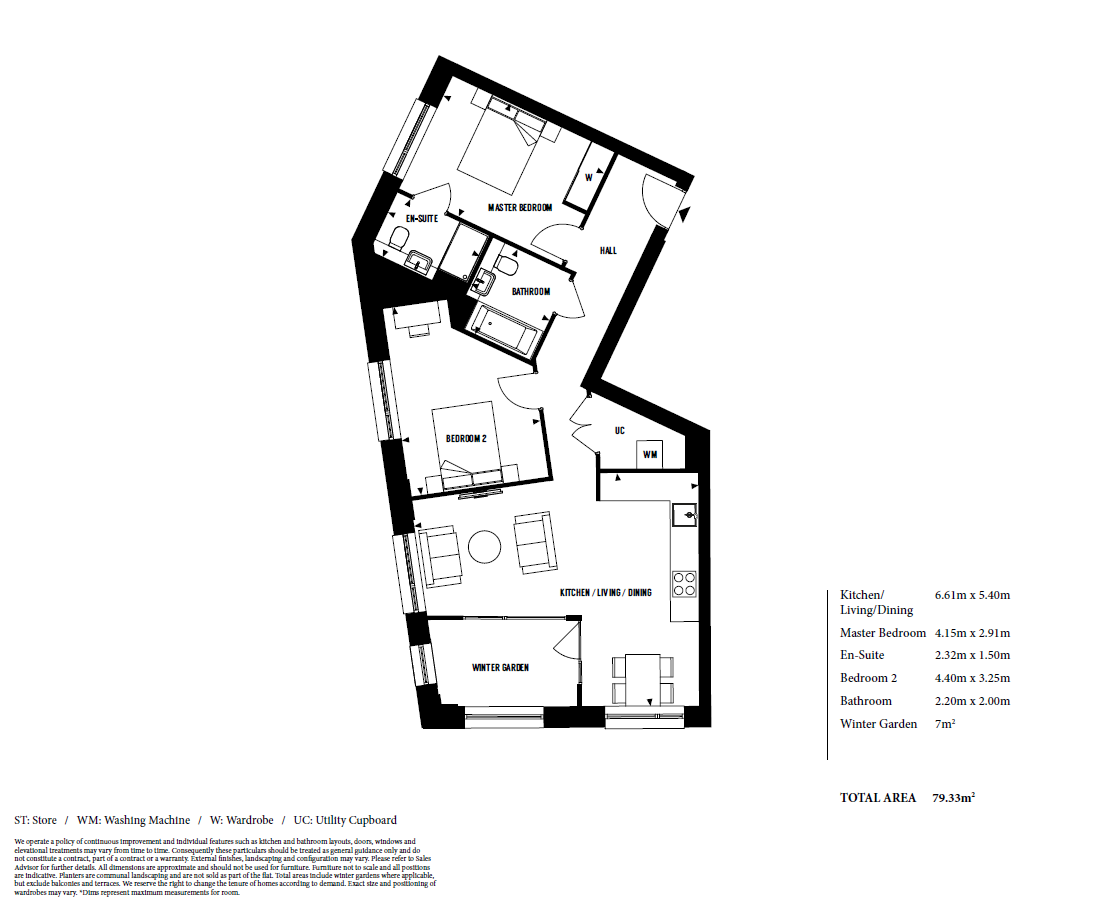 MASTER BEDROOM
W
EN-SUITE
HALL
BATHROOM
BEDROOM 2
UC
WM
KITCHEN / LIVING / DINING
WINTER GARDEN
Kitchen/ 6.61m x 5.40m
Living/Dining
Master Bedroom 4.15m x 2.91m
En-Suite 2.32m x 1.50m
Bedroom 2 4.40m x 3.25m
Bathroom 2.20m x 2.00m
Winter Garden 7m²
TOTAL AREA 79.33m²
ST: Store / WM: Washing Machine / W: Wardrobe / UC: Utility Cupboard
We operate a policy of continuous improvement and individual features such as kitchen and bathroom layouts, doors, windows and
elevational treatments may vary from time to time. Consequently these particulars should be treated as general guidance only and do
not constitute a contract, part of a contract or a warranty. External finishes, landscaping and configuration may vary. Please refer to Sales
Advisor for further details. All dimensions are approximate and should not be used for furniture. Furniture not to scale and all positions
are indicative. Planters are communal landscaping and are not sold as part of the flat. Total areas include winter gardens where applicable,
but exclude balconies and terraces. We reserve the right to change the tenure of homes according to demand. Exact size and positioning of
wardrobes may vary. *Dims represent maximum measurements for room.